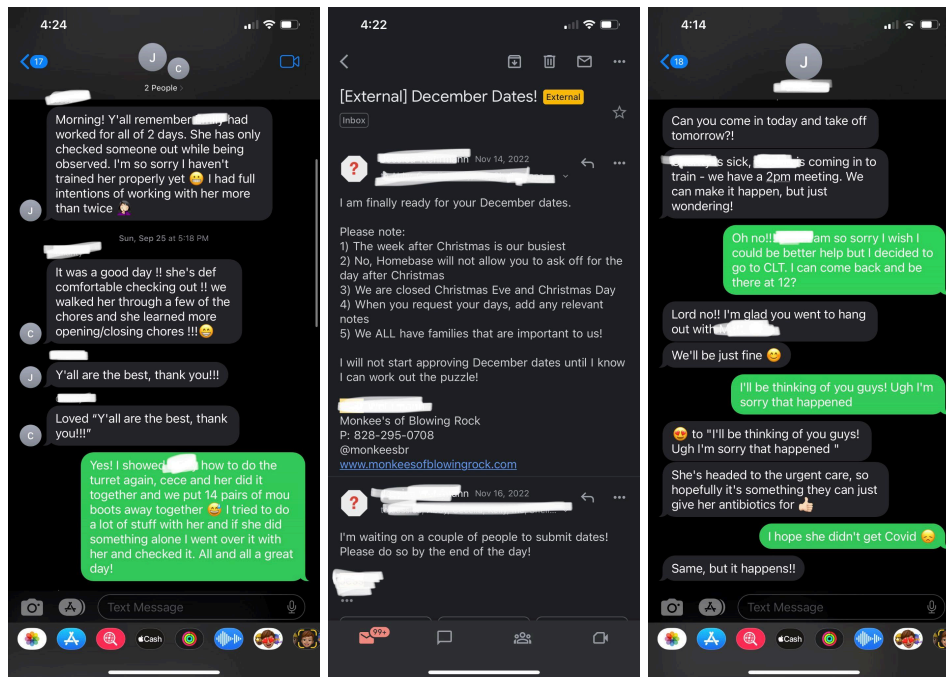 4:24
17
J
C
2 People
Morning! Y'all remember had
worked for all of 2 days. She has only
checked someone out while being
observed. I'm so sorry I haven't
trained her properly yet 😬 I had full
intentions of working with her more
than twice 🤦🏻‍♀️
J
Sun, Sep 25 at 5:18 PM
It was a good day !! she's def
comfortable checking out !! we
walked her through a few of the
chores and she learned more
opening/closing chores !!!😁
C
Y'all are the best, thank you!!!
J
Loved “Y'all are the best, thank
you!!!”
C
Yes! I showed how to do the
turret again, cece and her did it
together and we put 14 pairs of mou
boots away together 😅 I tried to do
a lot of stuff with her and if she did
something alone I went over it with
her and checked it. All and all a great
day!
Text Message
Cash
4:22
[External] December Dates! External
Inbox
nn Nov 14, 2022
I am finally ready for your December dates.
Please note:
1) The week after Christmas is our busiest
2) No, Homebase will not allow you to ask off for the
day after Christmas
3) We are closed Christmas Eve and Christmas Day
4) When you request your days, add any relevant
notes
5) We ALL have families that are important to us!
I will not start approving December dates until I know
I can work out the puzzle!
Monkee's of Blowing Rock
P: 828-295-0708
@monkeesbr
www.monkeesofblowingrock.com
nn Nov 16, 2022
I'm waiting on a couple of people to submit dates!
Please do so by the end of the day!
99+
4:14
18
J
Can you come in today and take off
tomorrow?!
is sick, is coming in to
train - we have a 2pm meeting. We
can make it happen, but just
wondering!
Oh no!! am so sorry I wish I
could be better help but I decided to
go to CLT. I can come back and be
there at 12?
Lord no!! I'm glad you went to hang
out with
We'll be just fine 😊
I'll be thinking of you guys! Ugh I'm
sorry that happened
😍 to "I'll be thinking of you guys!
Ugh I'm sorry that happened "
She's headed to the urgent care, so
hopefully it's something they can just
give her antibiotics for 👍🏻
I hope she didn't get Covid 😞
Same, but it happens!!
Text Message
Cash